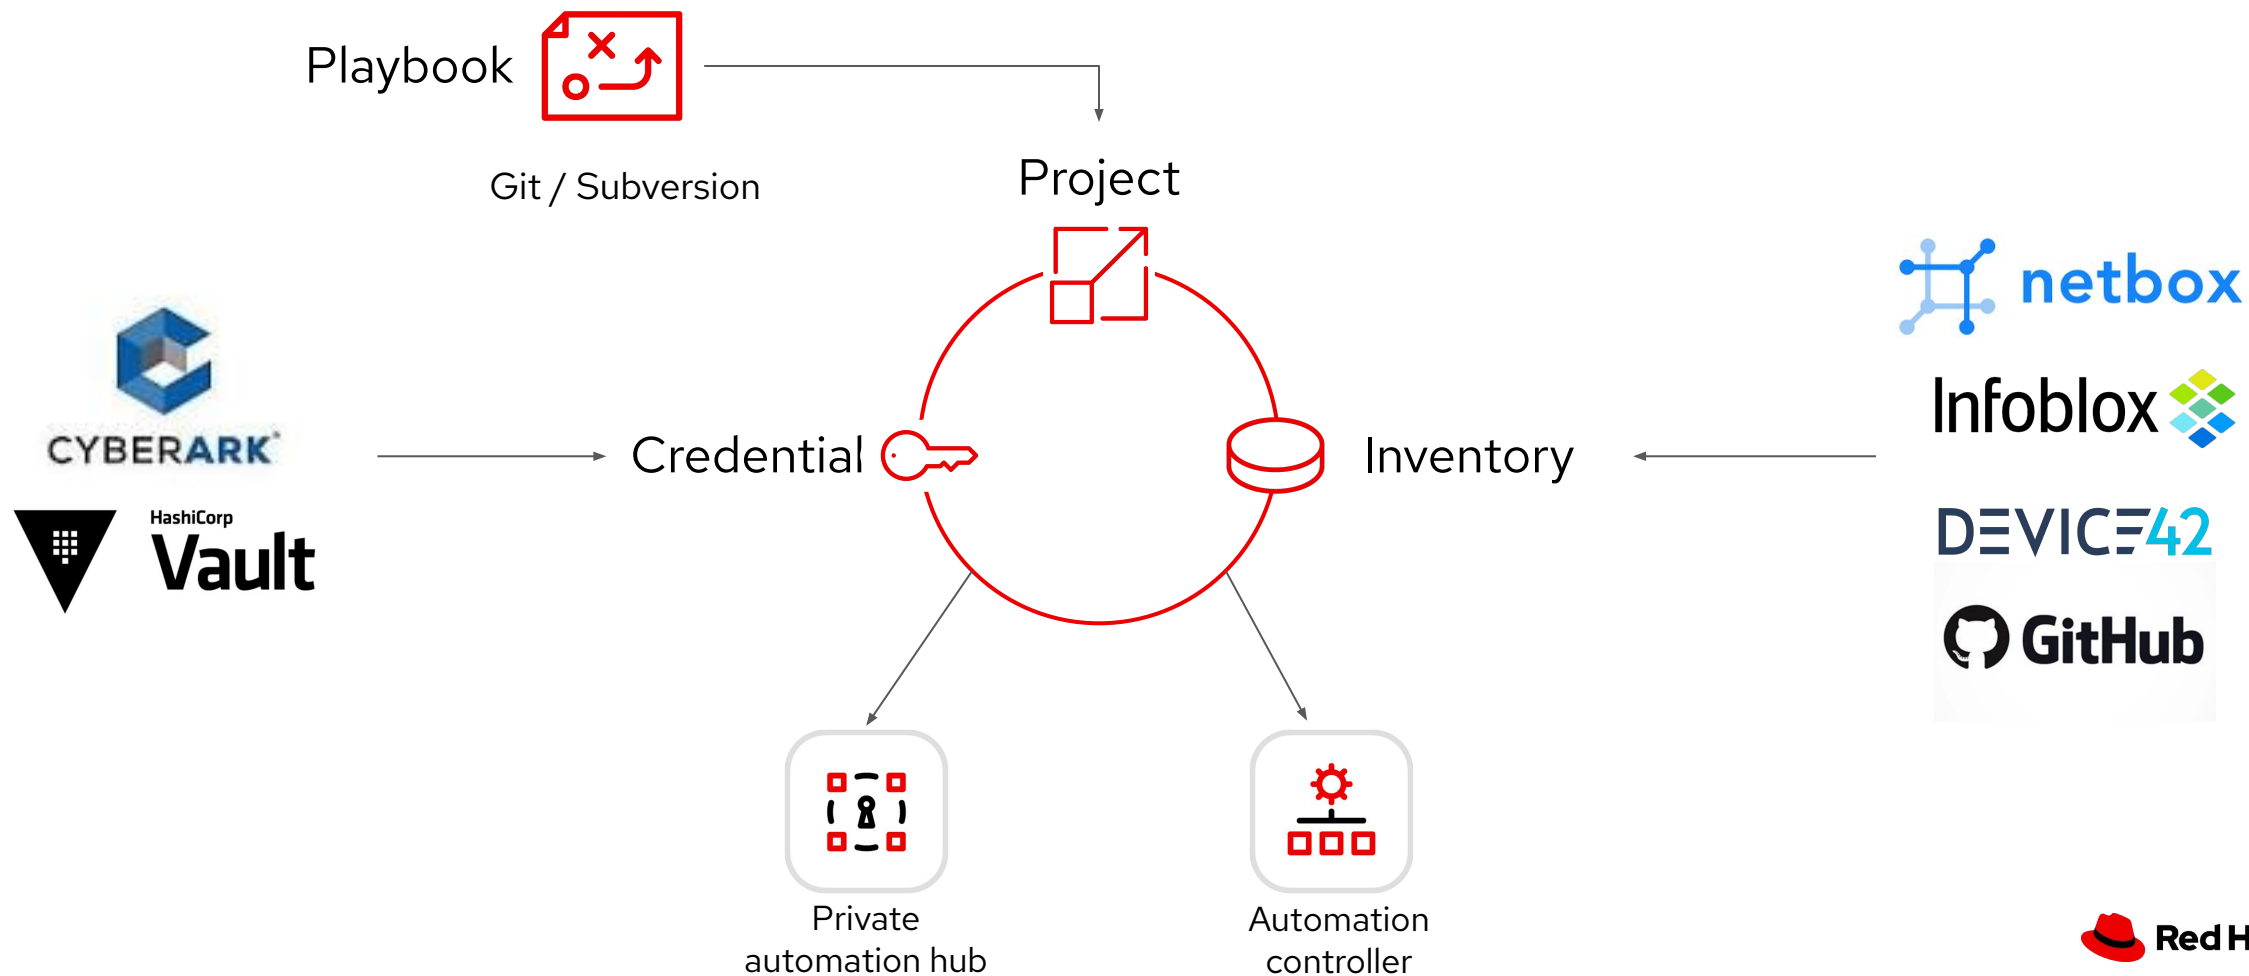 Playbook
Git / Subversion
Project
CYBERARK
HashiCorp
Vault
Credential
Inventory
netbox
Infoblox
DEVICE42
GitHub
Private
automation hub
Automation
controller
Red H